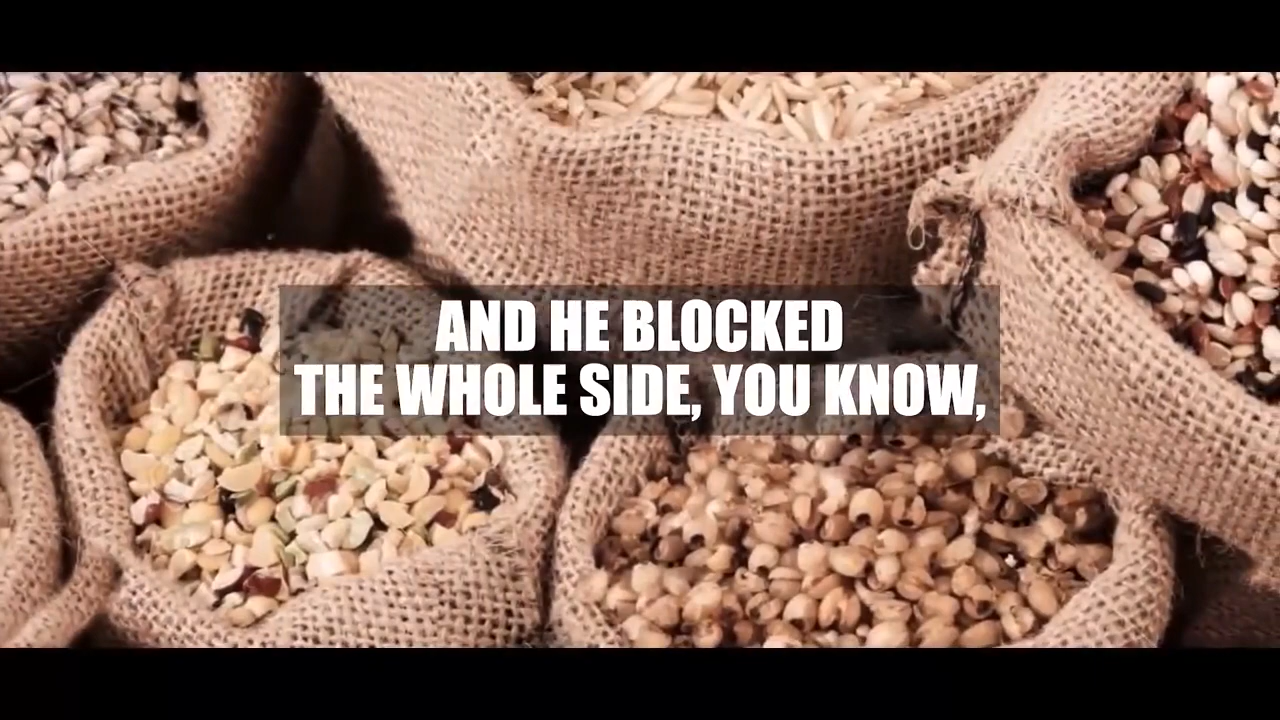 AND HE BLOCKED
THE WHOLE SIDE, YOU KNOW,